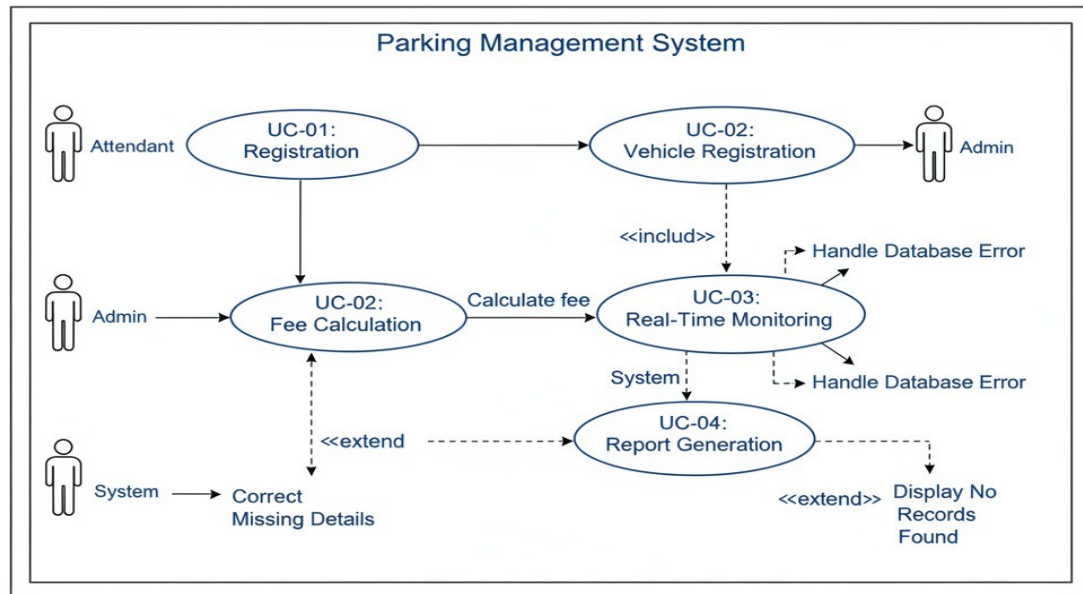 Parking Management System
Attendant
UC-01:
Registration
UC-02:
Vehicle Registration
Admin
<<includ>>
Handle Database Error
Admin
UC-02:
Fee Calculation
Calculate fee
UC-03:
Real-Time Monitoring
System
Handle Database Error
<<extend
UC-04:
Report Generation
System
Correct
Missing Details
<<extend>>
Display No
Records
Found